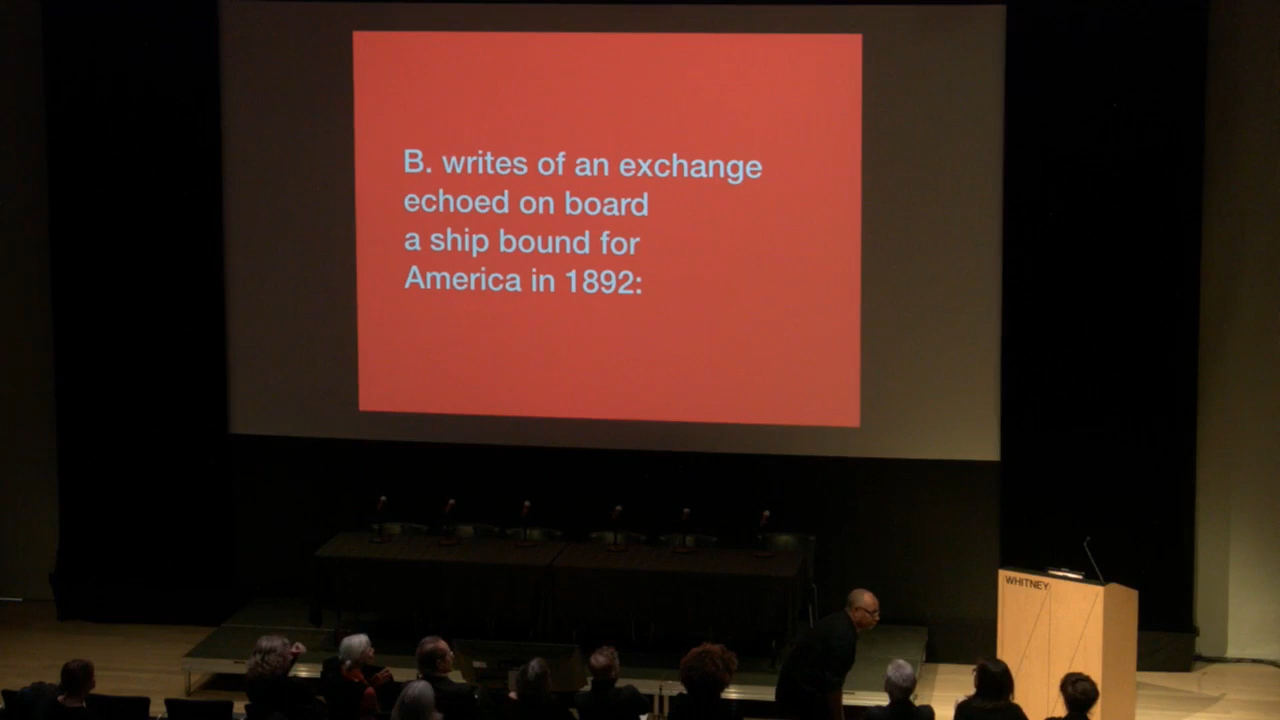 B. writes of an exchange
echoed on board
a ship bound for
America in 1892:
WHITNEY